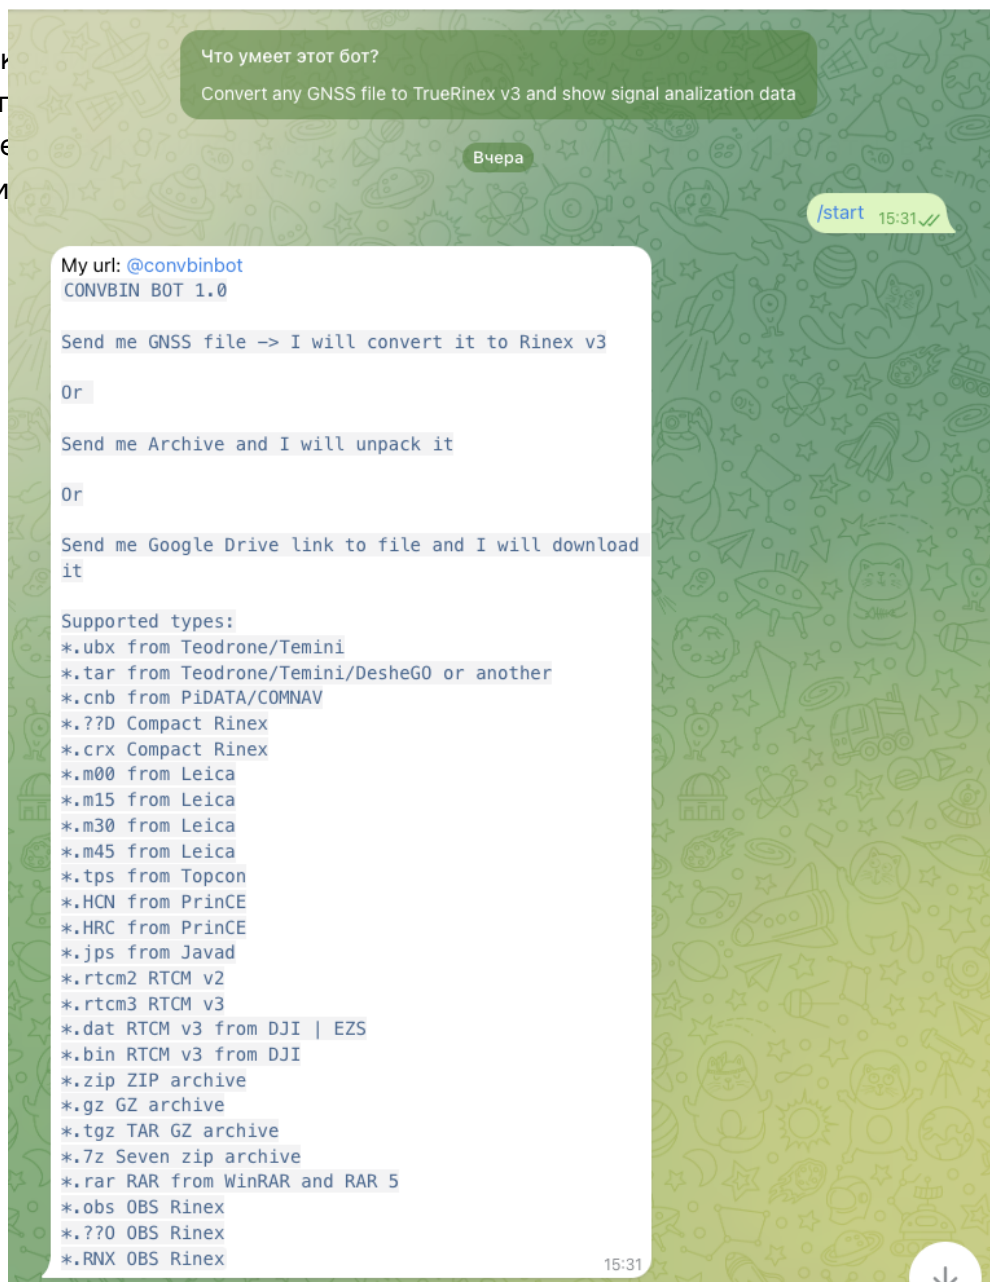 Что умеет этот бот?
Convert any GNSS file to TrueRinex v3 and show signal analization data
Вчера
/start 15:31
My url: @convbinbot
CONVBIN BOT 1.0
Send me GNSS file —> I will convert it to Rinex v3
Or
Send me Archive and I will unpack it
Or
Send me Google Drive link to file and I will download
it
Supported types:
*.ubx from Teodrone/Temini
*.tar from Teodrone/Temini/DesheGO or another
*.cnb from PiDATA/COMNAV
*.??D Compact Rinex
*.crx Compact Rinex
*.m00 from Leica
*.m15 from Leica
*.m30 from Leica
*.m45 from Leica
*.tps from Topcon
*.HCN from PrinCE
*.HRC from PrinCE
*.jps from Javad
*.rtcm2 RTCM v2
*.rtcm3 RTCM v3
*.dat RTCM v3 from DJI | EZS
*.bin RTCM v3 from DJI
*.zip ZIP archive
*.gz GZ archive
*.tgz TAR GZ archive
*.7z Seven zip archive
*.rar RAR from WinRAR and RAR 5
*.obs OBS Rinex
*.??O OBS Rinex
*.RNX OBS Rinex
15:31